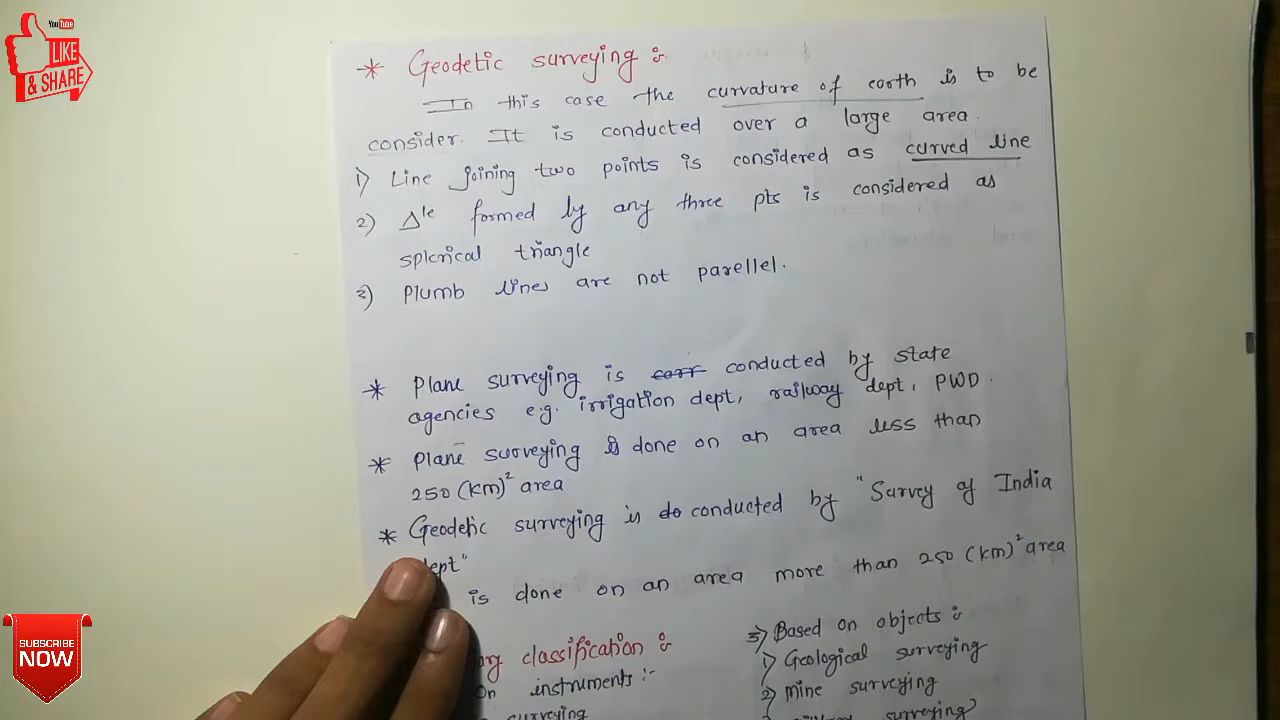 YouTube
LIKE
& SHARE
* Geodetic surveying :-
In this case the curvature of earth is to be
consider. It is conducted over a large area.
1) Line joining two points is considered as curved line
2) Δle formed by any three pts is considered as
spherical triangle
3) Plumb lines are not parellel.
* Plane surveying is conducted by state
agencies e.g. irrigation dept, railway dept, PWD.
* Plane surveying is done on an area less than
250 (km)² area
* Geodetic surveying is conducted by "Survey of India
dept"
is done on an area more than 250 (km)² area
classification :-
on instruments :-
surveying
3) Based on objects :-
1) Geological surveying
2) Mine surveying
surveying
SUBSCRIBE
NOW